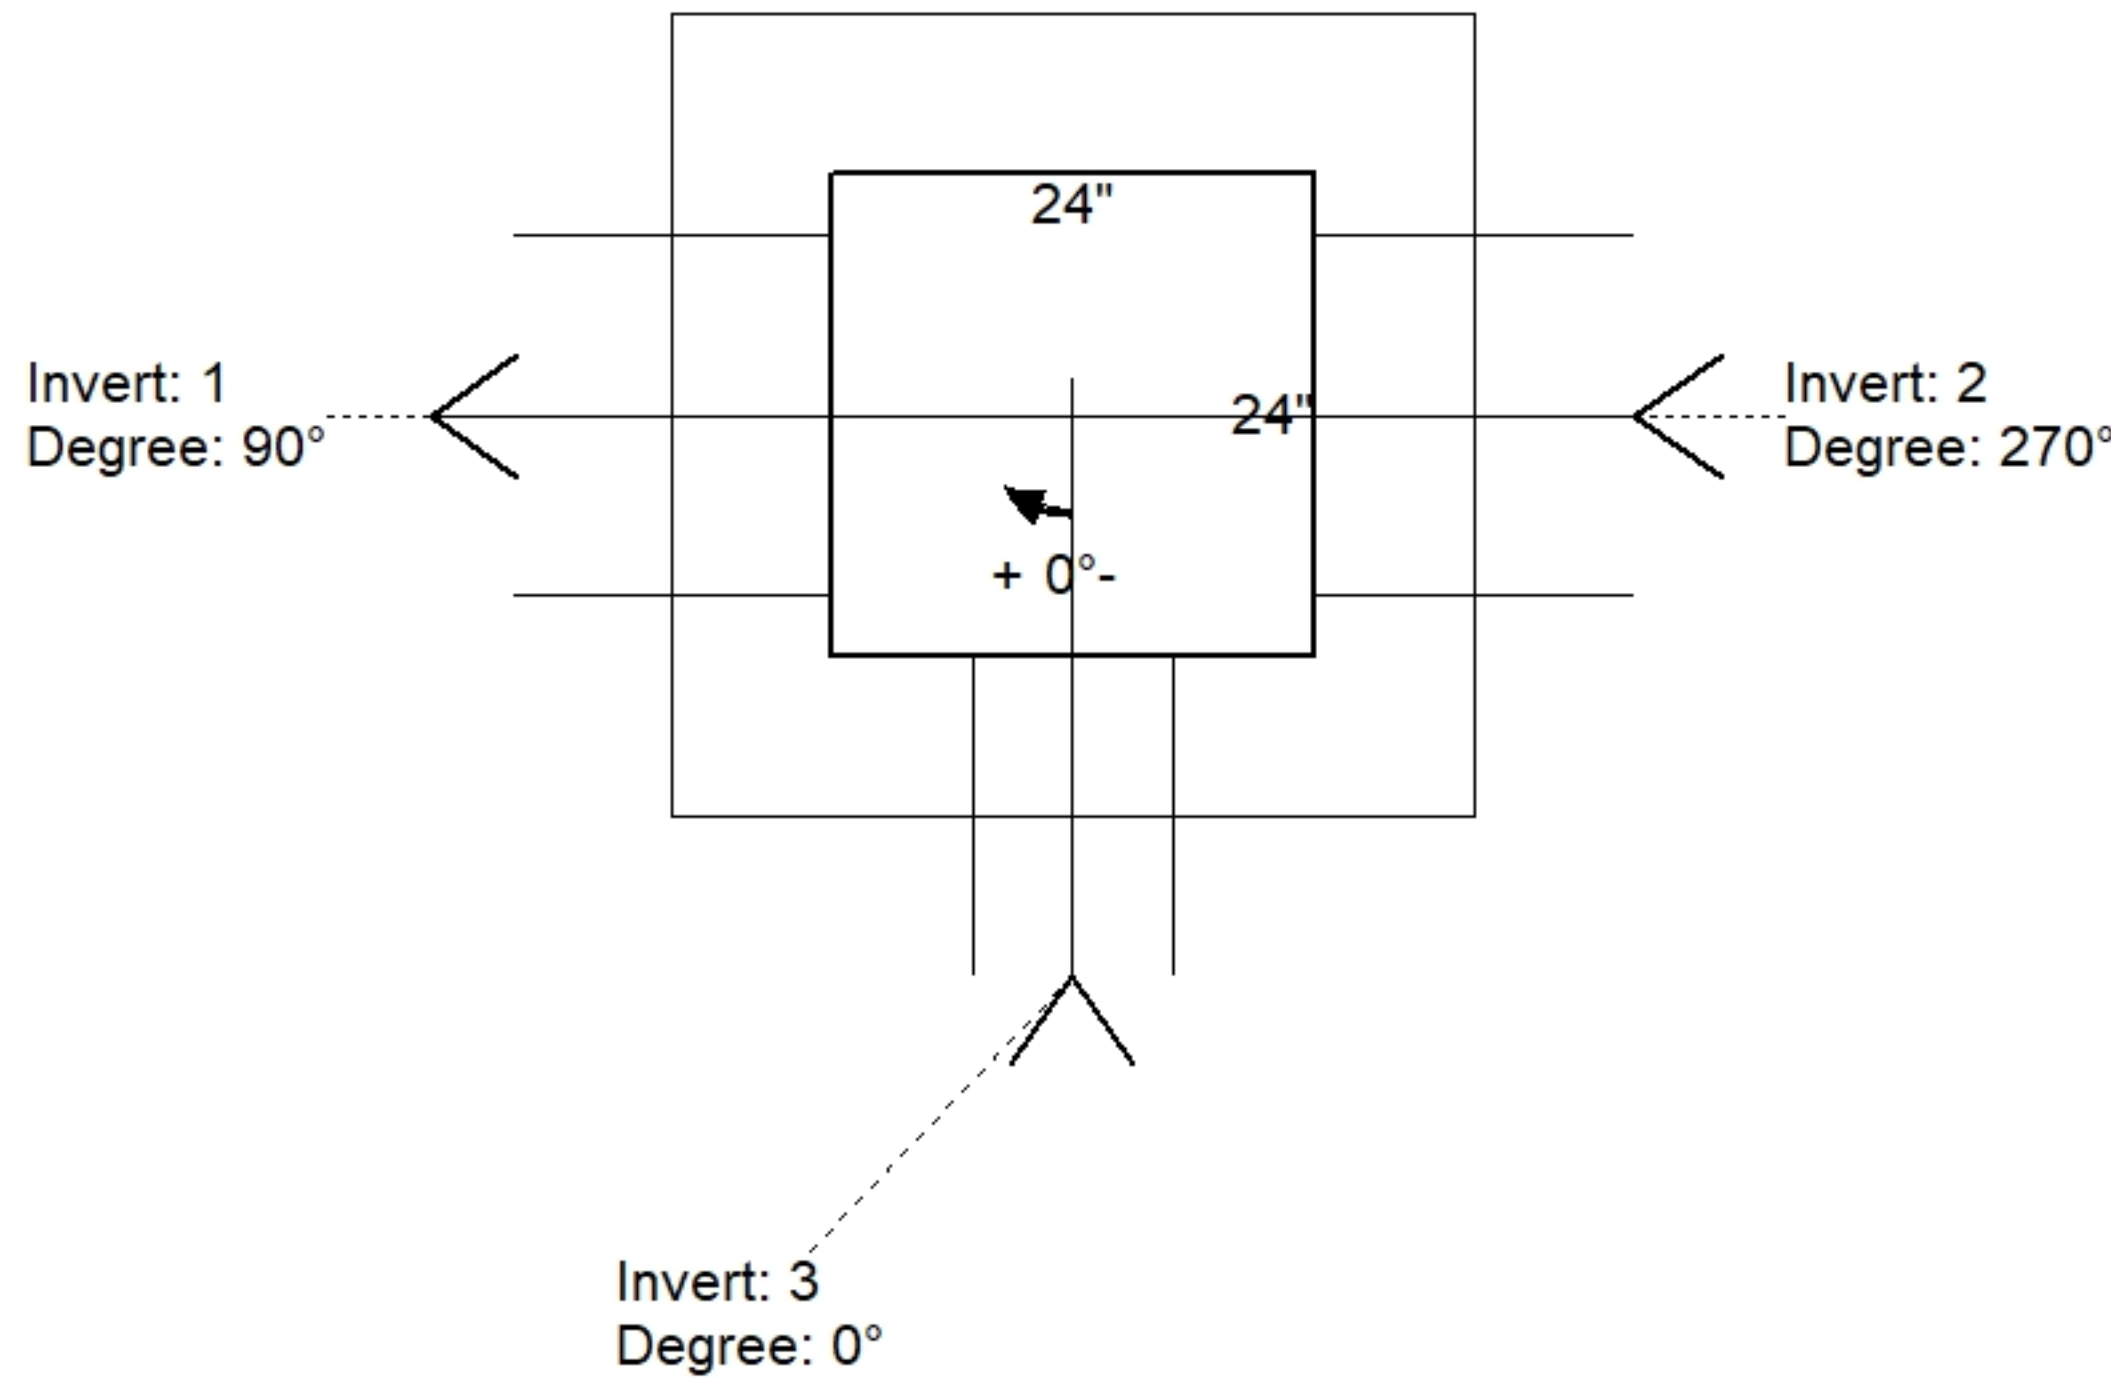 24"
Invert: 1
Degree: 90°
24"
Invert: 2
Degree: 270°
+ 0°-
Invert: 3
Degree: 0°